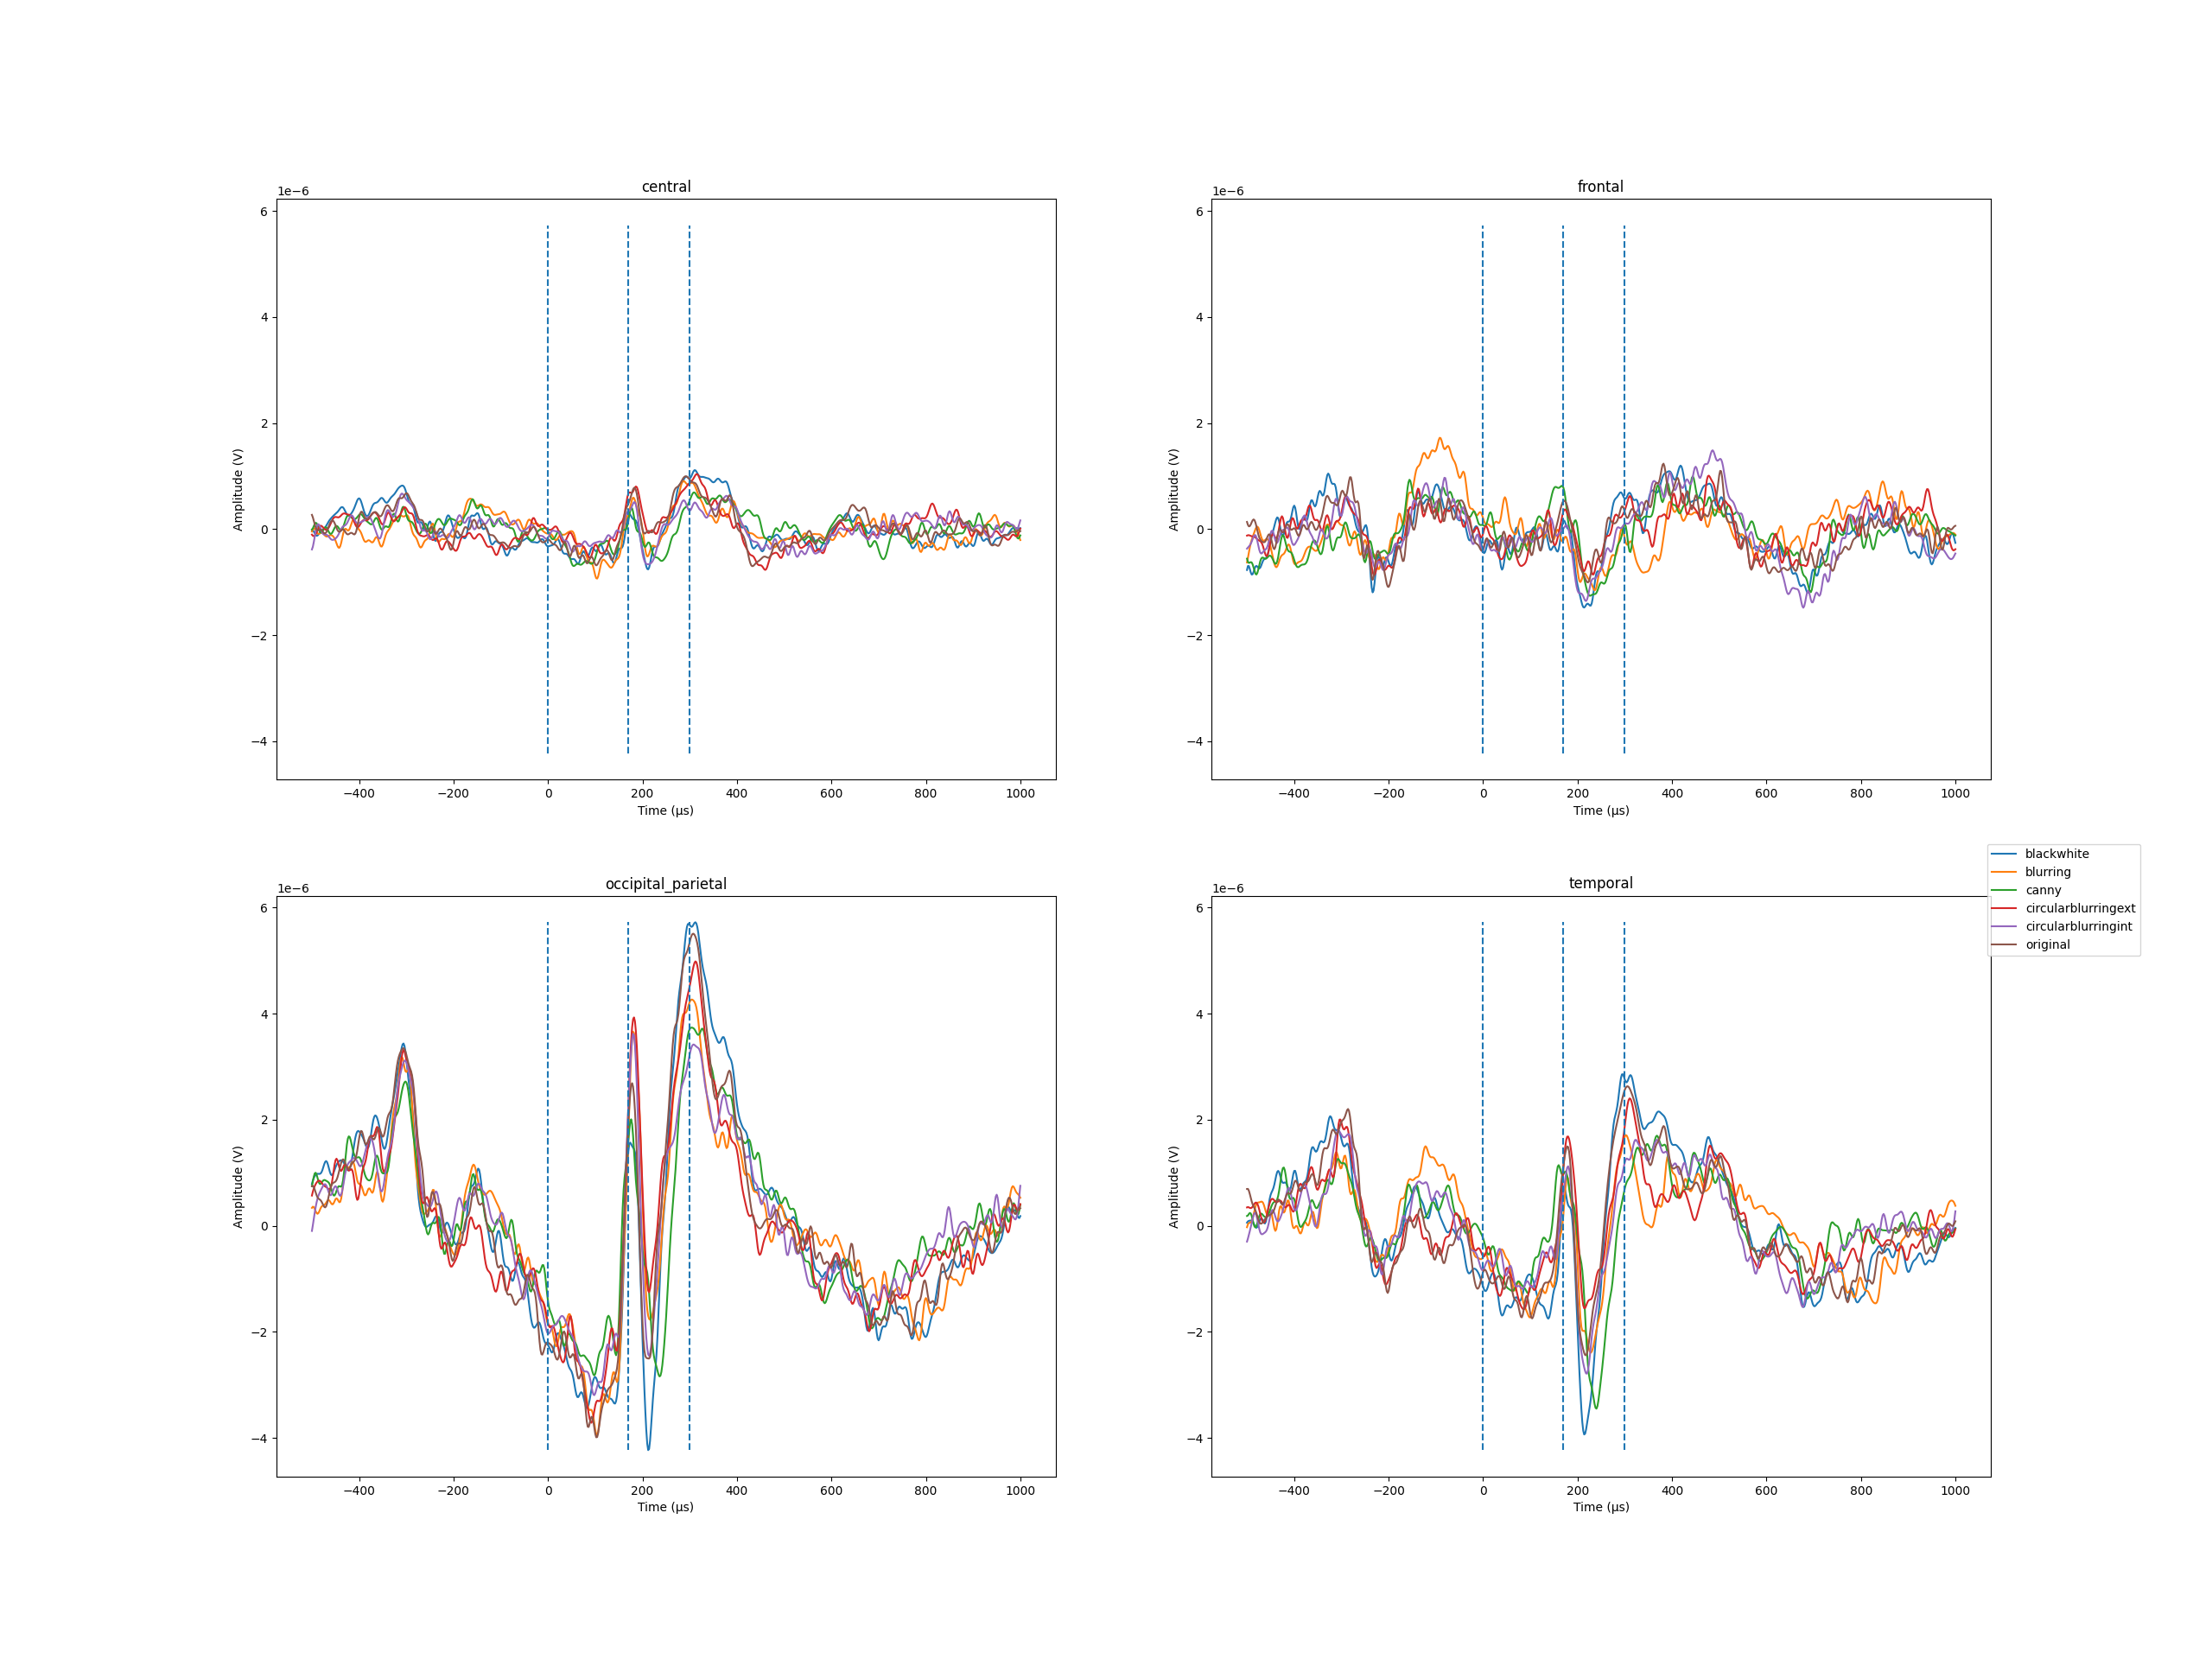 central
1e−6
6
4
2
0
−2
−4
Amplitude (V)
−400 −200 0 200 400 600 800 1000
Time (µs)
frontal
1e−6
6
4
2
0
−2
−4
Amplitude (V)
−400 −200 0 200 400 600 800 1000
Time (µs)
blackwhite
blurring
canny
circularblurringext
circularblurringint
original
occipital_parietal
1e−6
6
4
2
0
−2
−4
Amplitude (V)
−400 −200 0 200 400 600 800 1000
Time (µs)
temporal
1e−6
6
4
2
0
−2
−4
Amplitude (V)
−400 −200 0 200 400 600 800 1000
Time (µs)